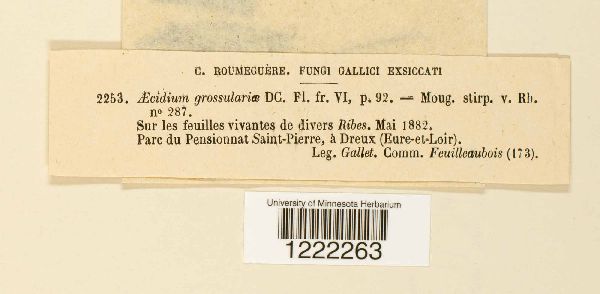 C. ROUMEGUÈRE. FUNGI GALLICI EXSICCATI
2253. Æcidium grossulariæ DC. Fl. fr. VI, p. 92. — Moug. stirp. v. Rh.
nº 287.
Sur les feuilles vivantes de divers Ribes. Mai 1882.
Parc du Pensionnat Saint-Pierre, à Dreux (Eure-et-Loir).
Leg. Gallet. Comm. Feuilleaubois (173).
University of Minnesota Herbarium
1222263